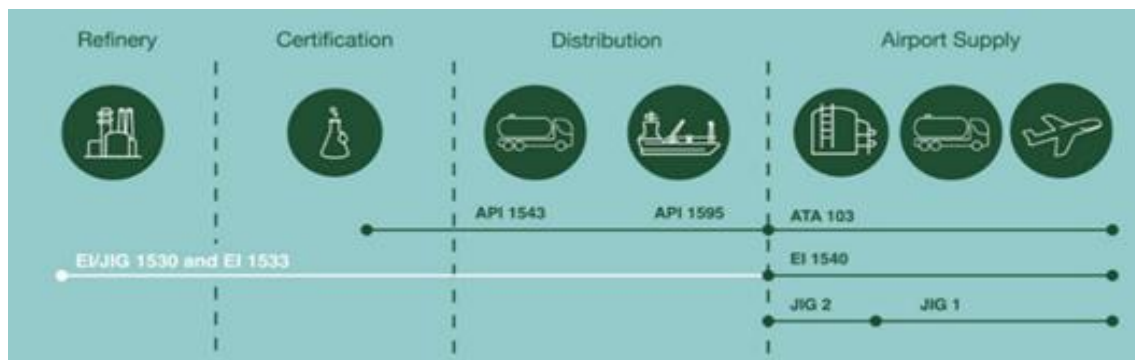 Refinery Certification Distribution Airport Supply
API 1543 API 1595 ATA 103
EI/JIG 1530 and EI 1533
EI 1540
JIG 2 JIG 1